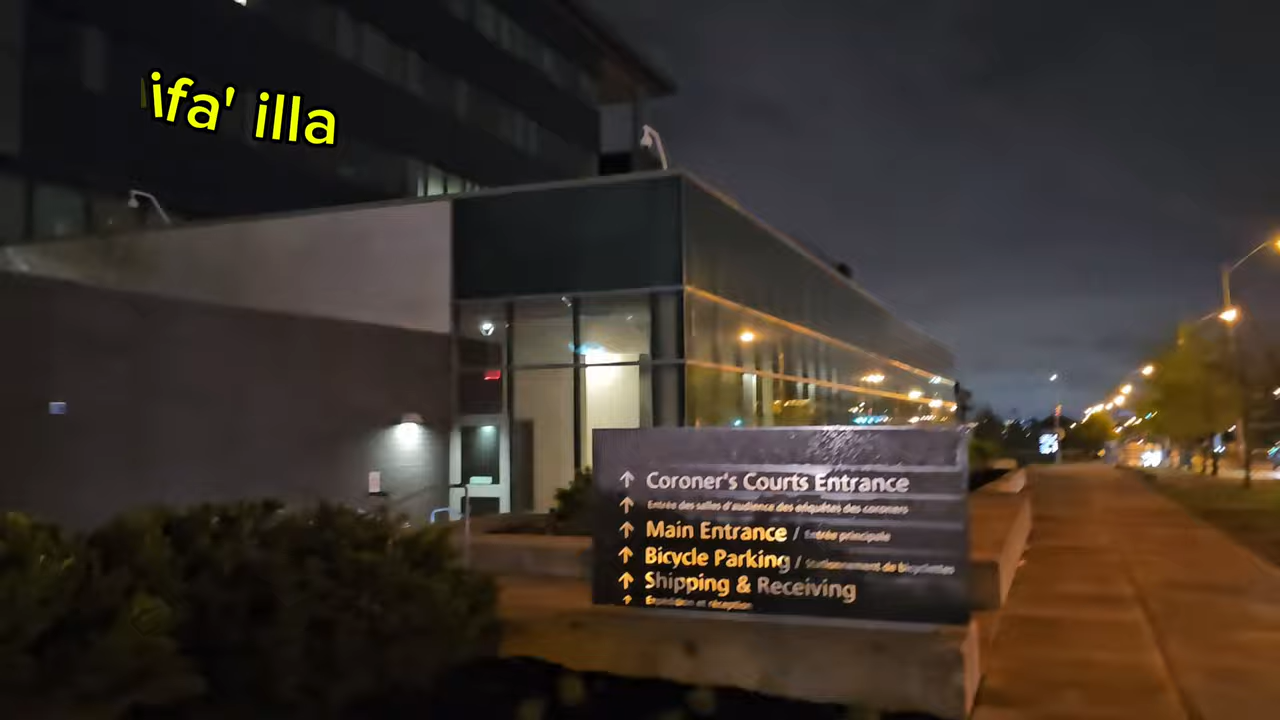 ifa' illa
Coroner's Courts Entrance
Entrée des salles d'audience des enquêtes des coroners
Main Entrance / Entrée principale
Bicycle Parking / Stationnement de bicyclettes
Shipping & Receiving
Expédition et réception